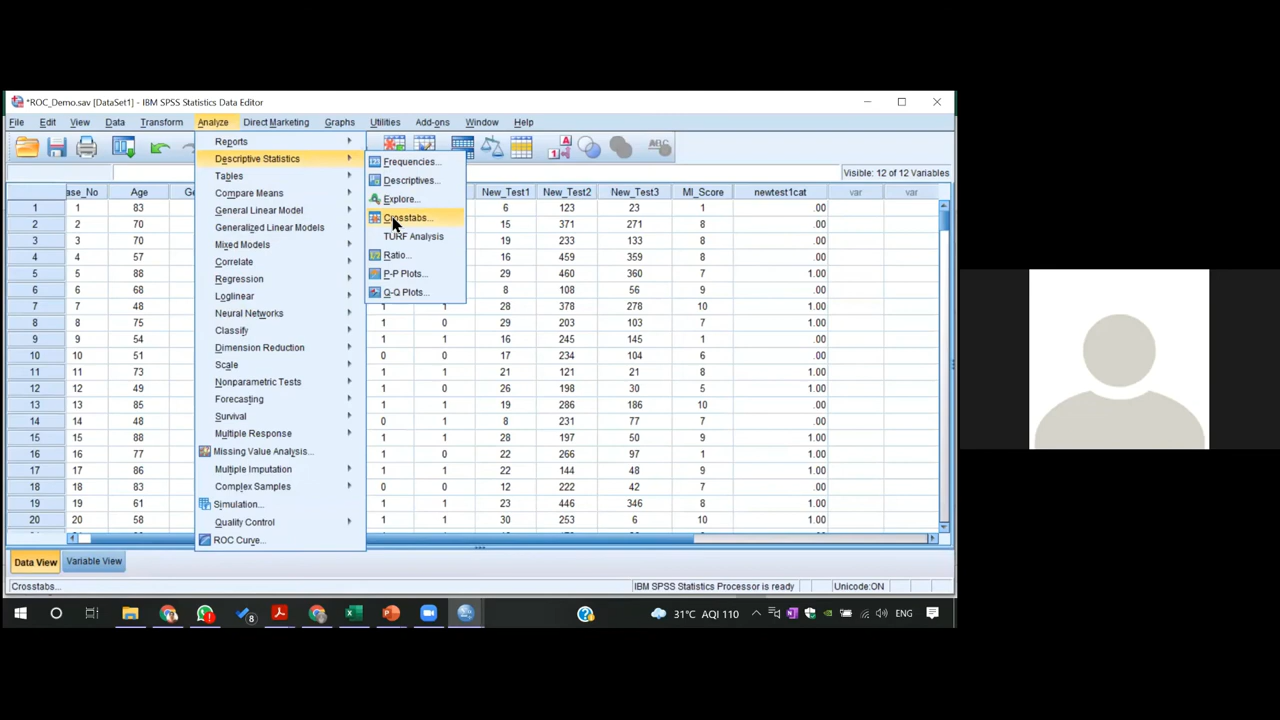 *ROC_Demo.sav [DataSet1] - IBM SPSS Statistics Data Editor
File Edit View Data Transform Analyze Direct Marketing Graphs Utilities Add-ons Window Help
Visible: 12 of 12 Variables
Reports
Descriptive Statistics
Tables
Compare Means
General Linear Model
Generalized Linear Models
Mixed Models
Correlate
Regression
Loglinear
Neural Networks
Classify
Dimension Reduction
Scale
Nonparametric Tests
Forecasting
Survival
Multiple Response
Missing Value Analysis...
Multiple Imputation
Complex Samples
Simulation...
Quality Control
ROC Curve...
Frequencies...
Descriptives...
Explore...
Crosstabs...
TURF Analysis
Ratio...
P-P Plots...
Q-Q Plots...
ase_No Age Ge New_Test1 New_Test2 New_Test3 MI_Score newtest1cat var var
1 1 83 6 123 23 1 .00
2 2 70 15 371 271 8 .00
3 3 70 19 233 133 8 .00
4 4 57 16 459 359 8 .00
5 5 88 29 460 360 7 1.00
6 6 68 8 108 56 9 .00
7 7 48 1 1 28 378 278 10 1.00
8 8 75 1 0 29 203 103 7 1.00
9 9 54 1 1 16 245 145 1 .00
10 10 51 0 0 17 234 104 6 .00
11 11 73 1 1 21 121 21 8 1.00
12 12 49 1 0 26 198 30 5 1.00
13 13 85 1 1 19 286 186 10 .00
14 14 48 0 1 8 231 77 7 .00
15 15 88 1 1 28 197 50 9 1.00
16 16 77 1 0 22 266 97 1 1.00
17 17 86 1 1 22 144 48 9 1.00
18 18 83 0 0 12 222 42 7 .00
19 19 61 1 1 23 446 346 8 1.00
20 20 58 1 1 30 253 6 10 1.00
Data View Variable View
Crosstabs... IBM SPSS Statistics Processor is ready Unicode:ON
8 31°C AQI 110 ENG